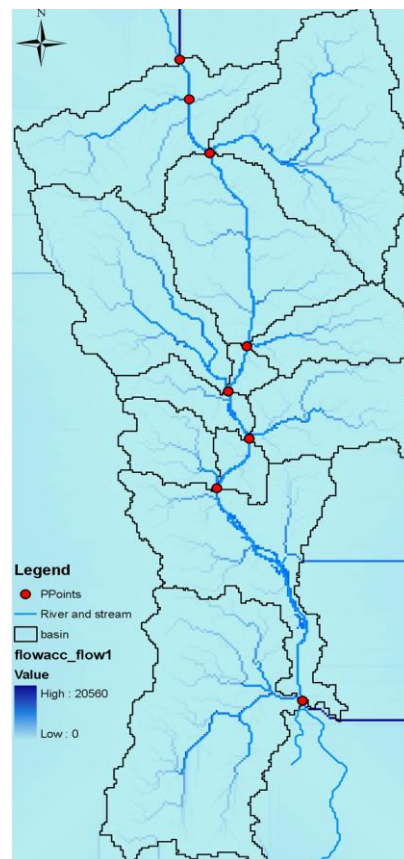 N
Legend
PPoints
River and stream
basin
flowacc_flow1
Value
High : 20560
Low : 0